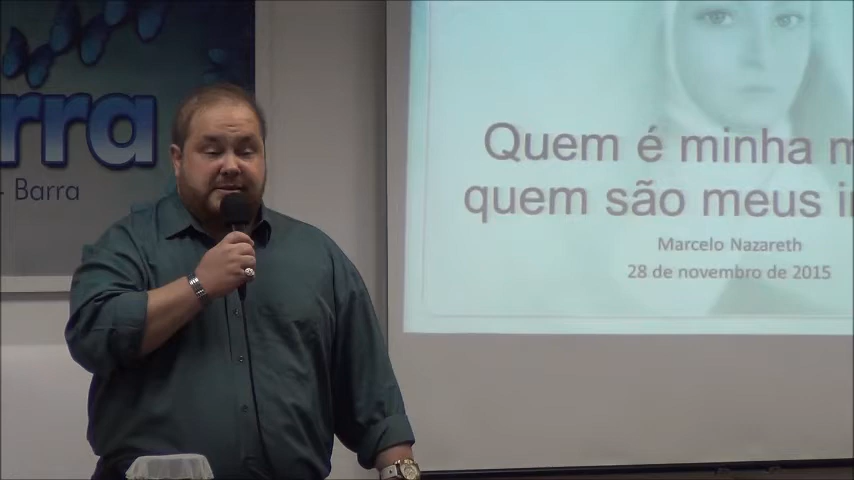 rra
- Barra
Quem é minha m
quem são meus i
Marcelo Nazareth
28 de novembro de 2015